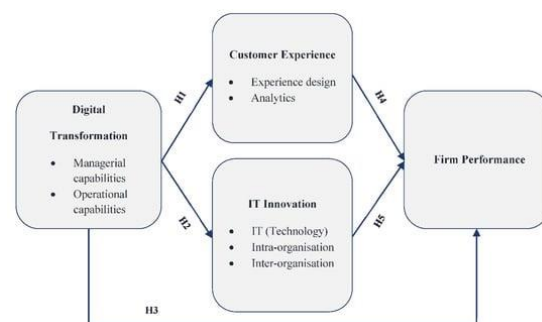 Customer Experience
• Experience design
• Analytics
H1
H4
Digital
Transformation
• Managerial
capabilities
• Operational
capabilities
Firm Performance
IT Innovation
• IT (Technology)
• Intra-organisation
• Inter-organisation
H2
H5
H3